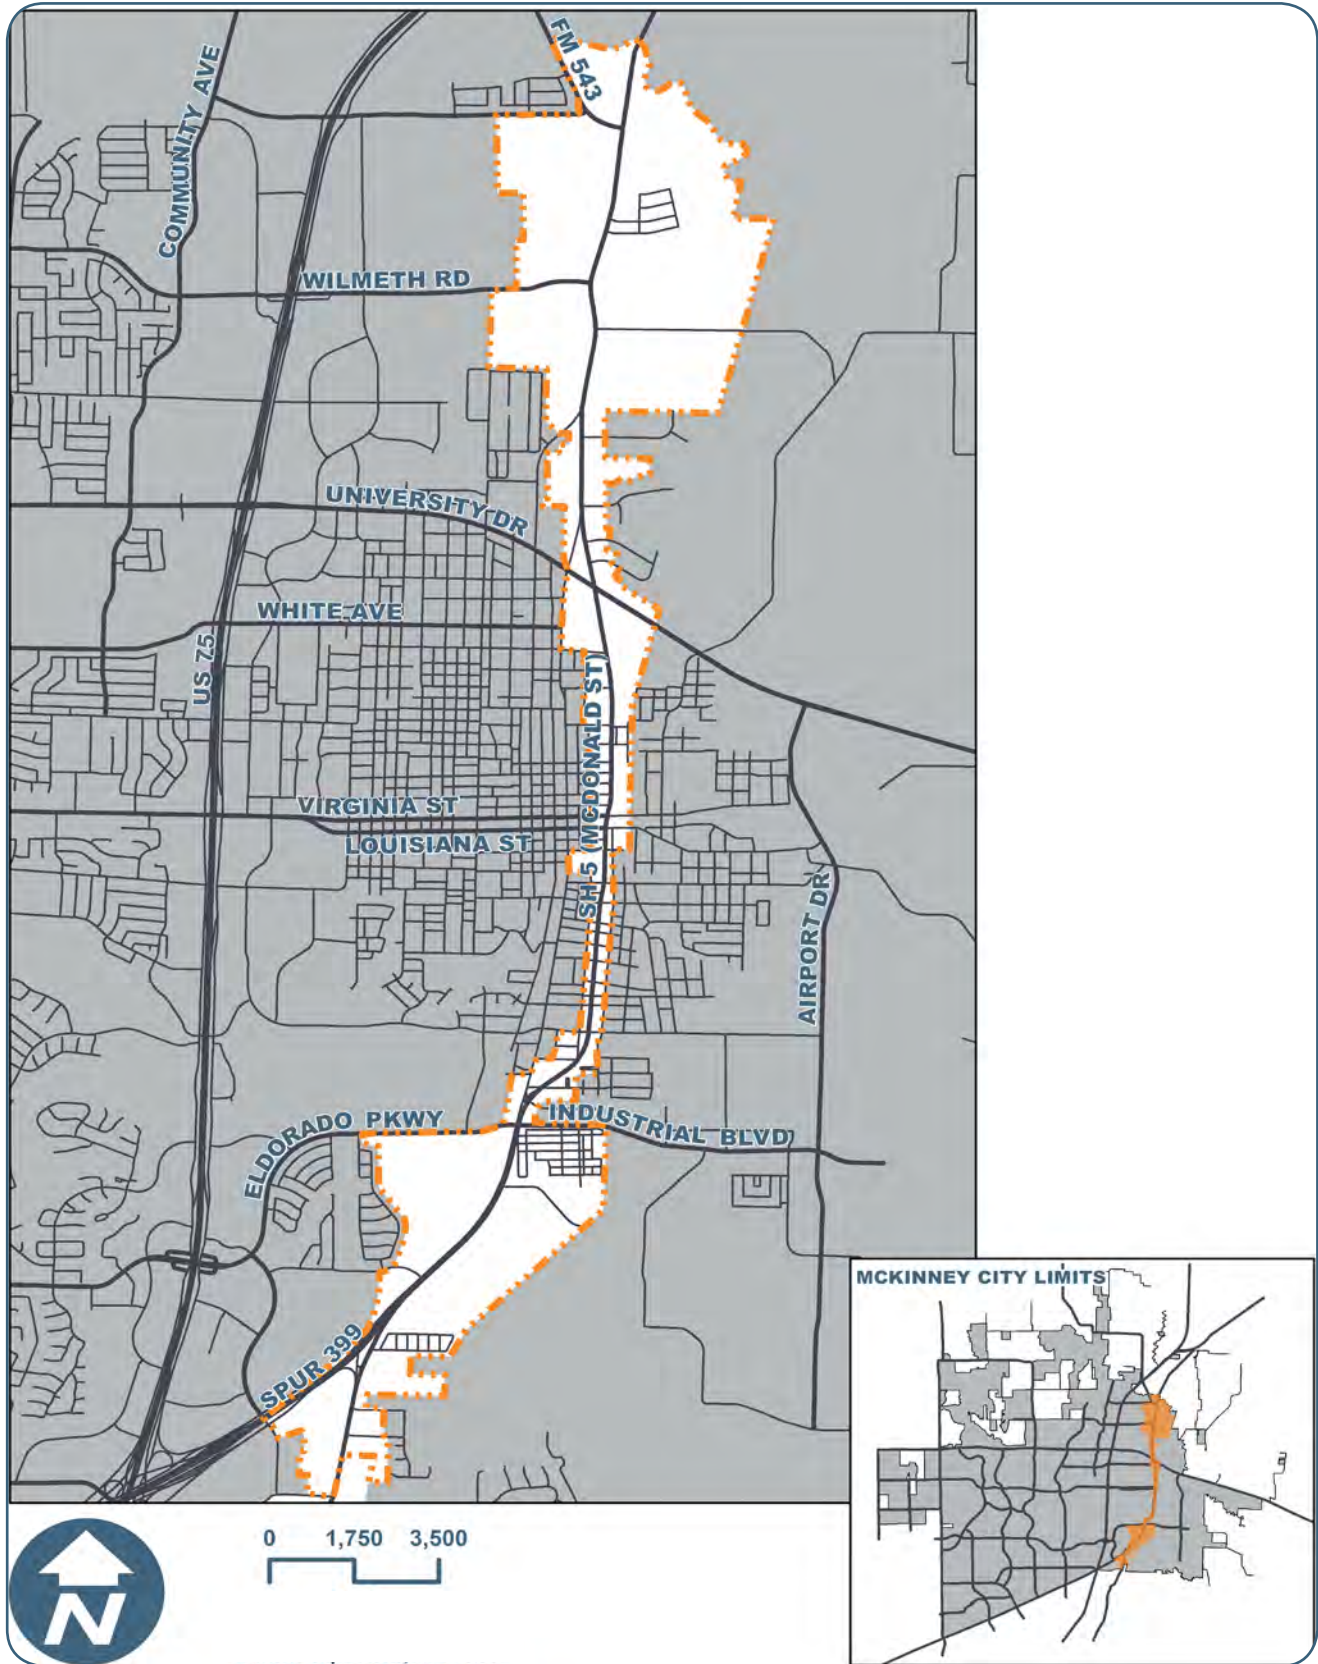 FM 543
COMMUNITY AVE
WILMETH RD
UNIVERSITY DR
WHITE AVE
US 75
SH 5 (MCDONALD ST)
VIRGINIA ST
LOUISIANA ST
AIRPORT DR
ELDORADO PKWY
INDUSTRIAL BLVD
SPUR 399
MCKINNEY CITY LIMITS
0 1,750 3,500
N